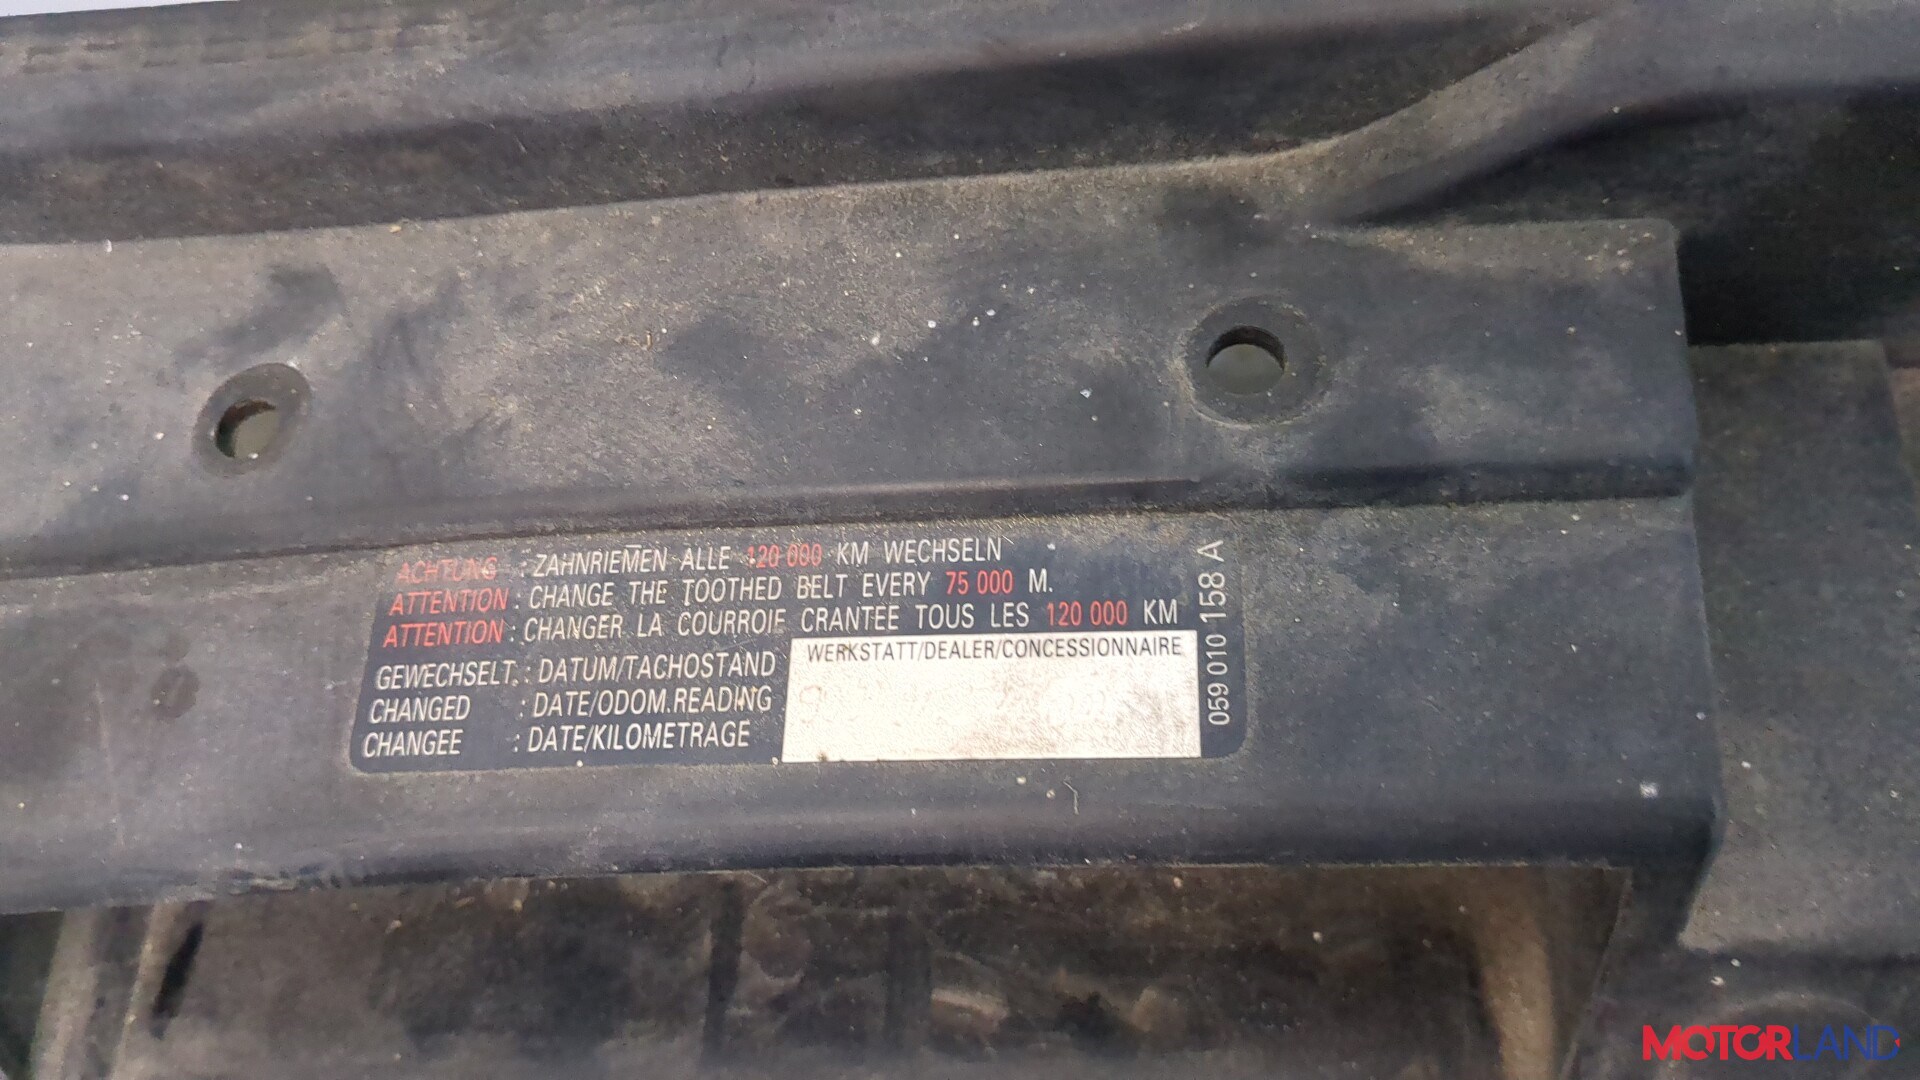 ACHTUNG : ZAHNRIEMEN ALLE 120 000 KM WECHSELN
ATTENTION : CHANGE THE TOOTHED BELT EVERY 75 000 M.
ATTENTION : CHANGER LA COURROIE CRANTEE TOUS LES 120 000 KM
GEWECHSELT : DATUM/TACHOSTAND
CHANGED : DATE/ODOM.READING
CHANGEE : DATE/KILOMETRAGE
WERKSTATT/DEALER/CONCESSIONNAIRE
059 010 158 A
MOTORLAND